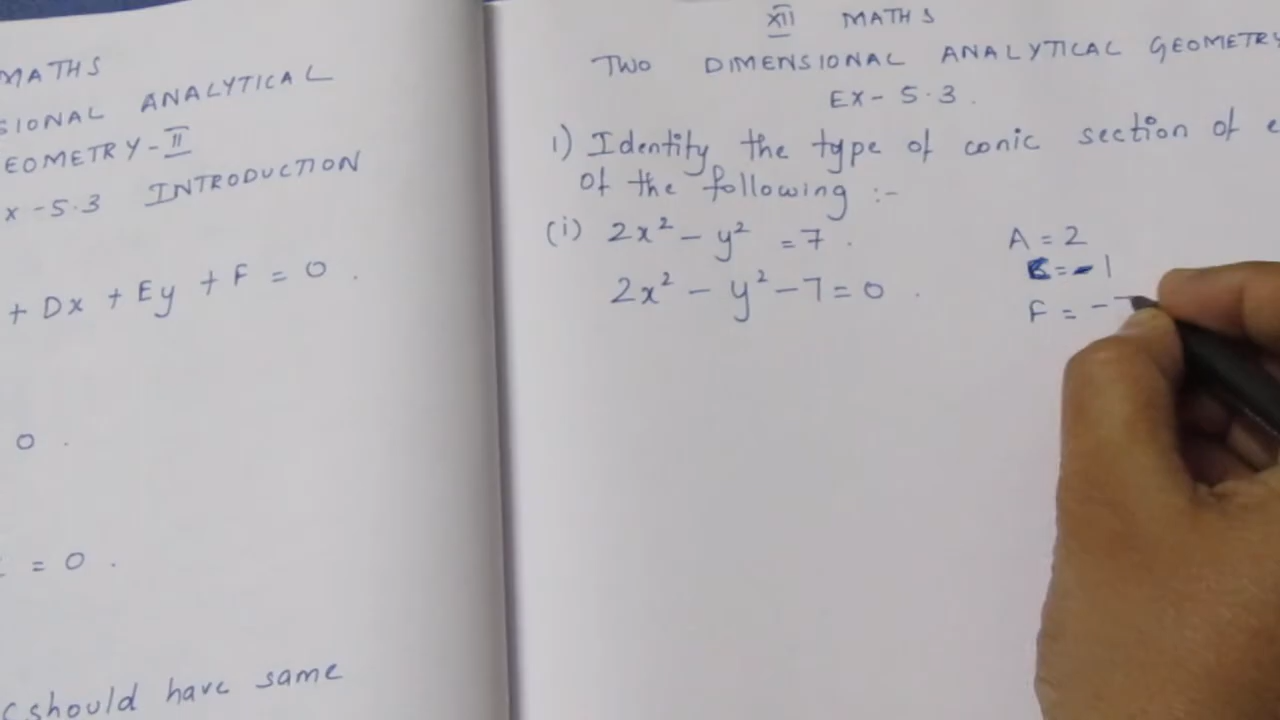 MATHS
SIONAL ANALYTICAL
EOMETRY - II
x - 5.3 INTRODUCTION
+ Dx + Ey + F = 0 .
0 .
= 0 .
C should have same
XII MATHS
TWO DIMENSIONAL ANALYTICAL GEOMETRY
EX - 5.3 .
1) Identify the type of conic section of e
of the following :-
(i) 2x² - y² = 7 .
2x² - y² - 7 = 0 .
A = 2
C = -1
F = -7